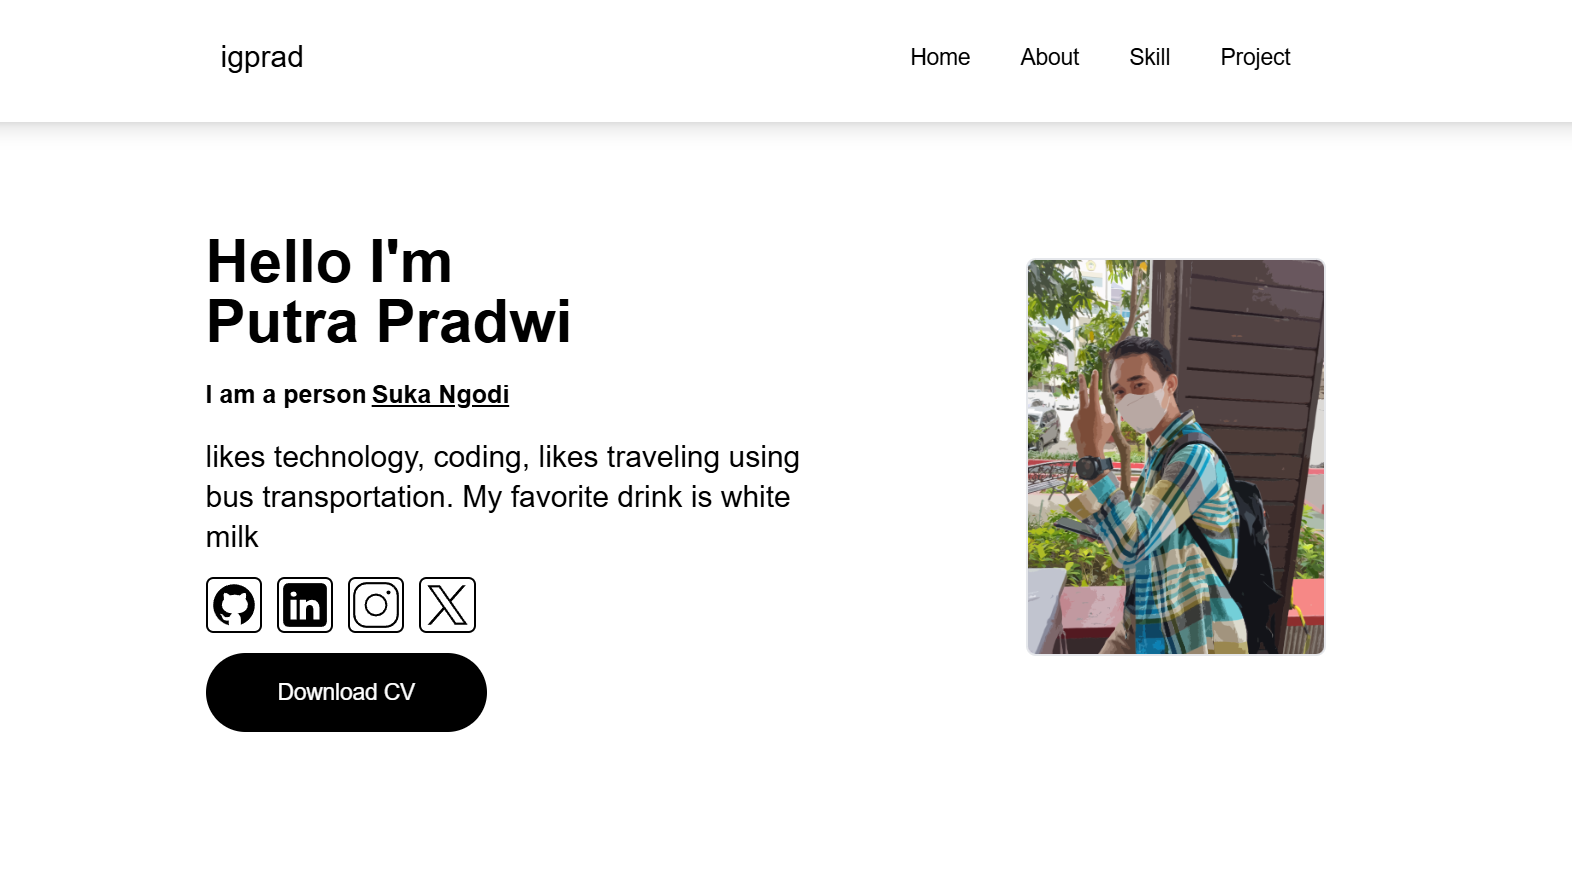 igprad
Home About Skill Project
Hello I'm
Putra Pradwi
I am a person Suka Ngodi
likes technology, coding, likes traveling using
bus transportation. My favorite drink is white
milk
in
Download CV